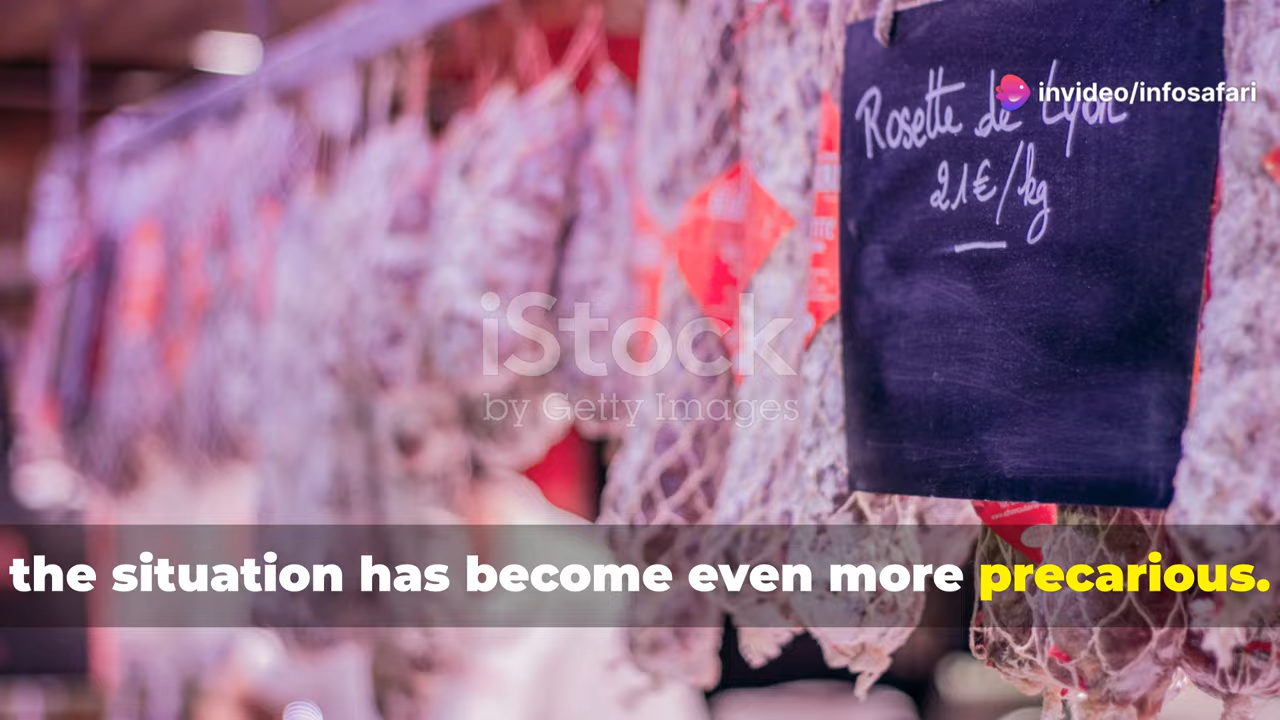 invideo/infosafari
Rosette de Lyon
21€/kg
iStock
by Getty Images
the situation has become even more precarious.